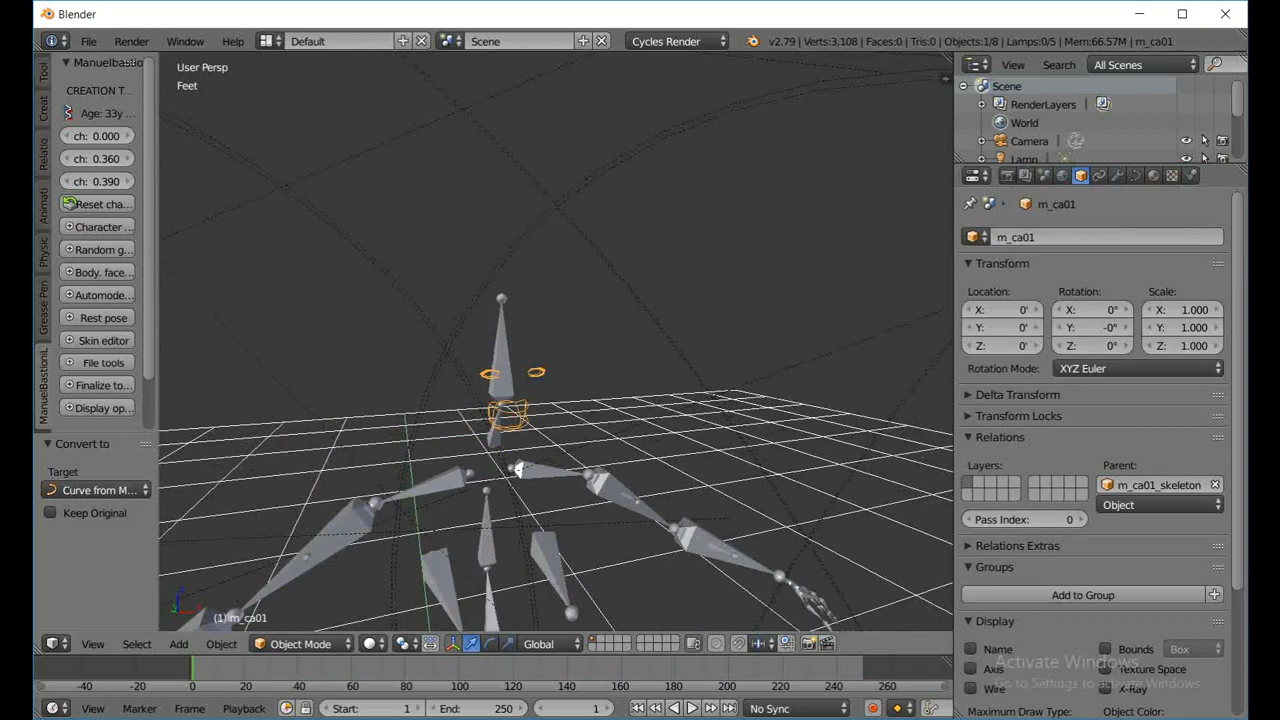 Blender
File Render Window Help Default Scene Cycles Render v2.79 | Verts:3,108 | Faces:0 | Tris:0 | Objects:1/8 | Lamps:0/5 | Mem:66.57M | m_ca01
Manuelbastio
CREATION T...
Age: 33y ...
ch: 0.000
ch: 0.360
ch: 0.390
Reset cha...
Character ...
Random g...
Body. face...
Automode...
Rest pose
Skin editor
File tools
Finalize to...
Display op...
Tool
Creat
Relatio
Animati
Physic
Grease Pen
ManuelBastionL
Convert to
Target
Curve from M...
Keep Original
User Persp
Feet
(1) m_ca01
View Select Add Object Object Mode Global
-40 -20 0 20 40 60 80 100 120 140 160 180 200 220 240 260
View Marker Frame Playback Start: 1 End: 250 1 No Sync
View Search All Scenes
Scene
RenderLayers
World
Camera
Lamp
m_ca01
m_ca01
Transform
Location: Rotation: Scale:
X: 0' X: 0° X: 1.000
Y: 0' Y: -0° Y: 1.000
Z: 0' Z: 0° Z: 1.000
Rotation Mode: XYZ Euler
Delta Transform
Transform Locks
Relations
Layers: Parent:
m_ca01_skeleton
Object
Pass Index: 0
Relations Extras
Groups
Add to Group
Display
Name Bounds Box
Axis Texture Space
Wire X-Ray
Maximum Draw Type: Object Color:
Activate Windows
Go to Settings to activate Windows.